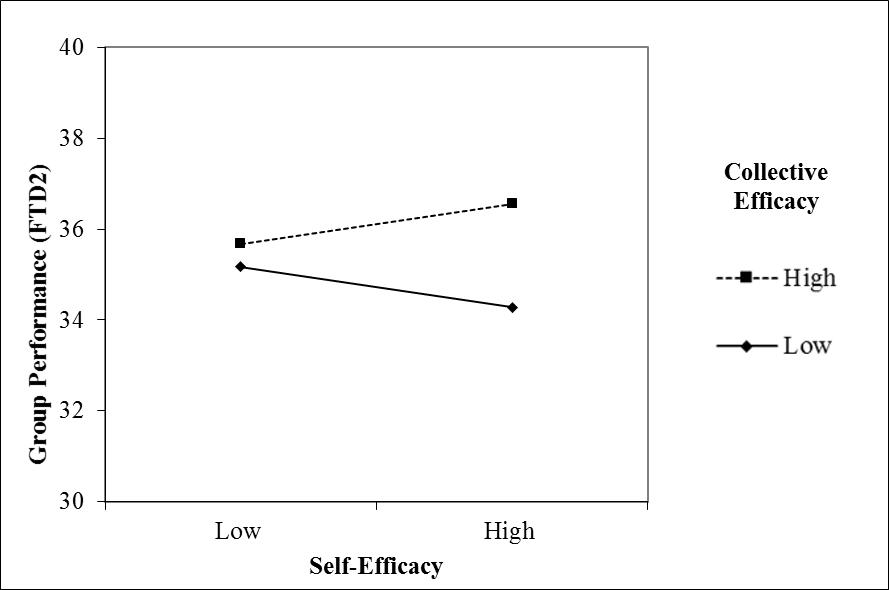 40
38
36
34
32
30
Group Performance (FTD2)
Low
High
Self-Efficacy
Collective
Efficacy
High
Low